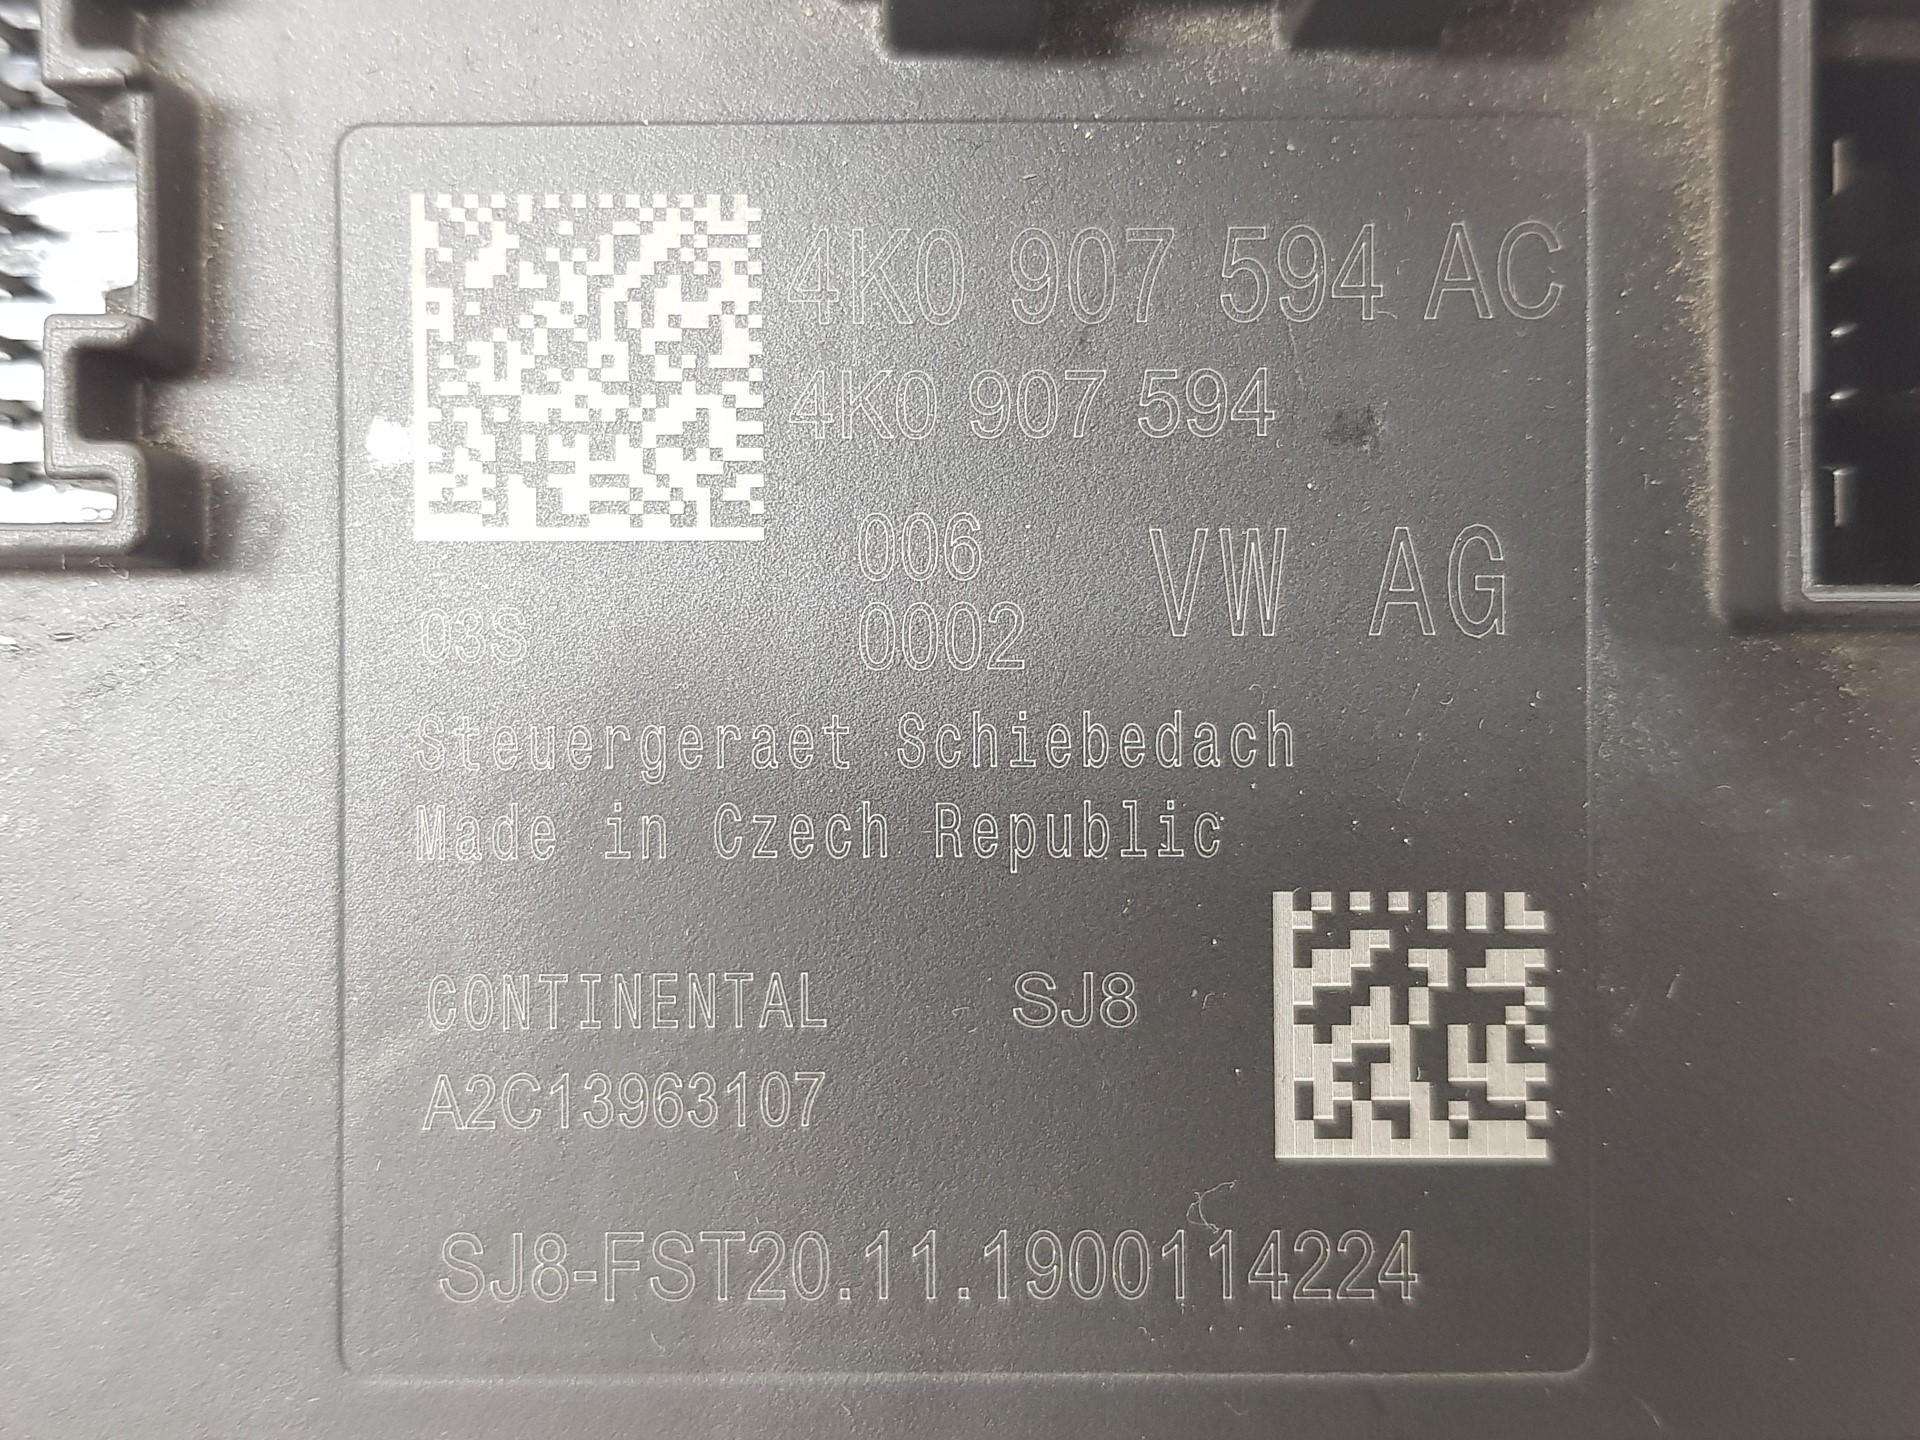 4K0 907 594 AC
4K0 907 594
006
VW AG
03S
0002
Steuergeraet Schiebedach
Made in Czech Republic
CONTINENTAL
SJ8
A2C13963107
SJ8-FST20.11.1900114224